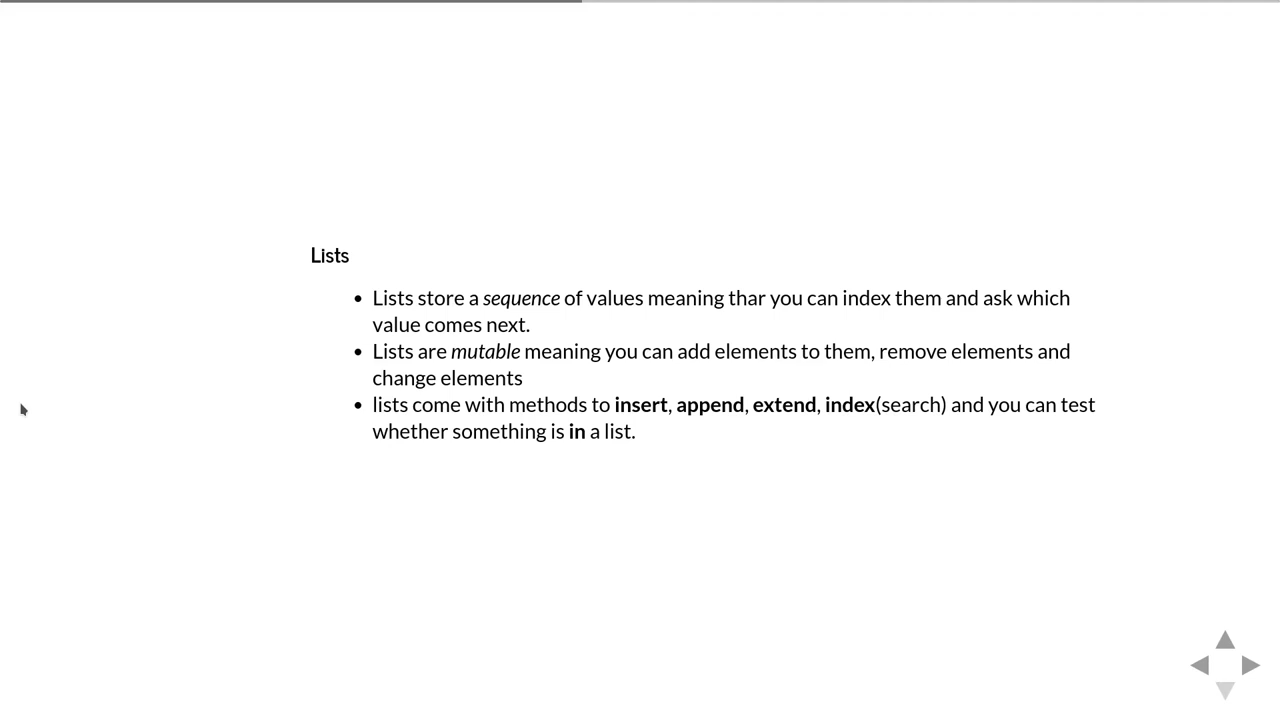 Lists
• Lists store a sequence of values meaning thar you can index them and ask which
value comes next.
• Lists are mutable meaning you can add elements to them, remove elements and
change elements
• lists come with methods to insert, append, extend, index(search) and you can test
whether something is in a list.